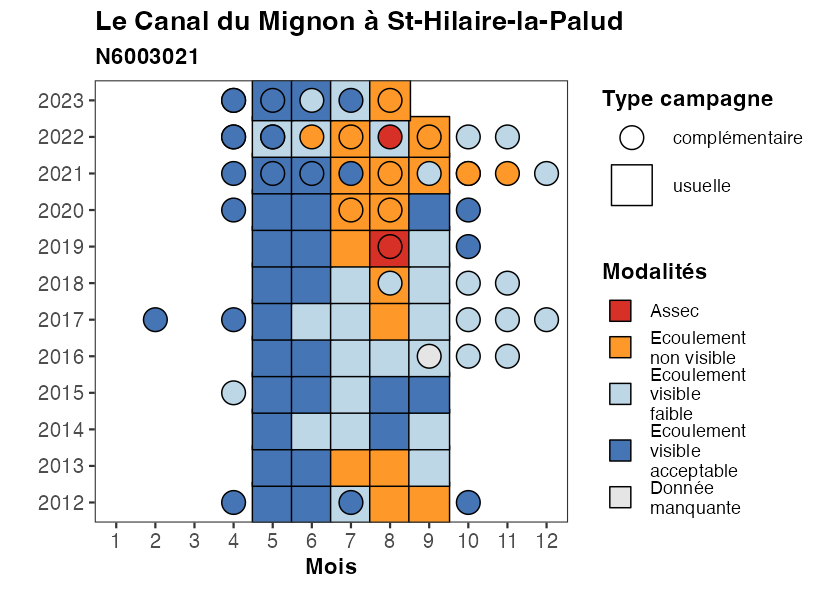 Le Canal du Mignon à St-Hilaire-la-Palud
N6003021
2023
2022
2021
2020
2019
2018
2017
2016
2015
2014
2013
2012
1 2 3 4 5 6 7 8 9 10 11 12
Mois
Type campagne
complémentaire
usuelle
Modalités
Assec
Ecoulement
non visible
Ecoulement
visible
faible
Ecoulement
visible
acceptable
Donnée
manquante